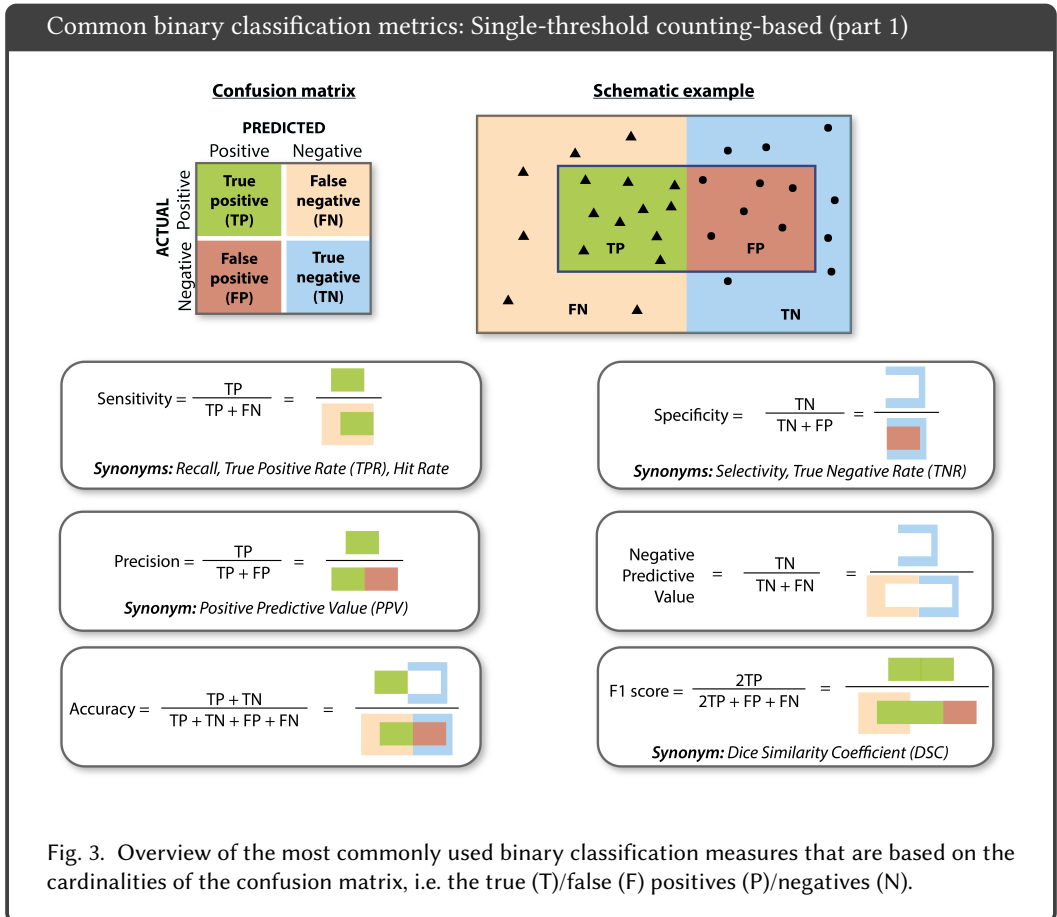 Common binary classification metrics: Single-threshold counting-based (part 1)
Confusion matrix
PREDICTED
Positive Negative
ACTUAL
Positive
Negative
True positive (TP)
False negative (FN)
False positive (FP)
True negative (TN)
Schematic example
TP
FP
FN
TN
Sensitivity = TP / TP + FN =
Synonyms: Recall, True Positive Rate (TPR), Hit Rate
Specificity = TN / TN + FP =
Synonyms: Selectivity, True Negative Rate (TNR)
Precision = TP / TP + FP =
Synonym: Positive Predictive Value (PPV)
Negative Predictive Value = TN / TN + FN =
Accuracy = TP + TN / TP + TN + FP + FN =
F1 score = 2TP / 2TP + FP + FN =
Synonym: Dice Similarity Coefficient (DSC)
Fig. 3. Overview of the most commonly used binary classification measures that are based on the
cardinalities of the confusion matrix, i.e. the true (T)/false (F) positives (P)/negatives (N).